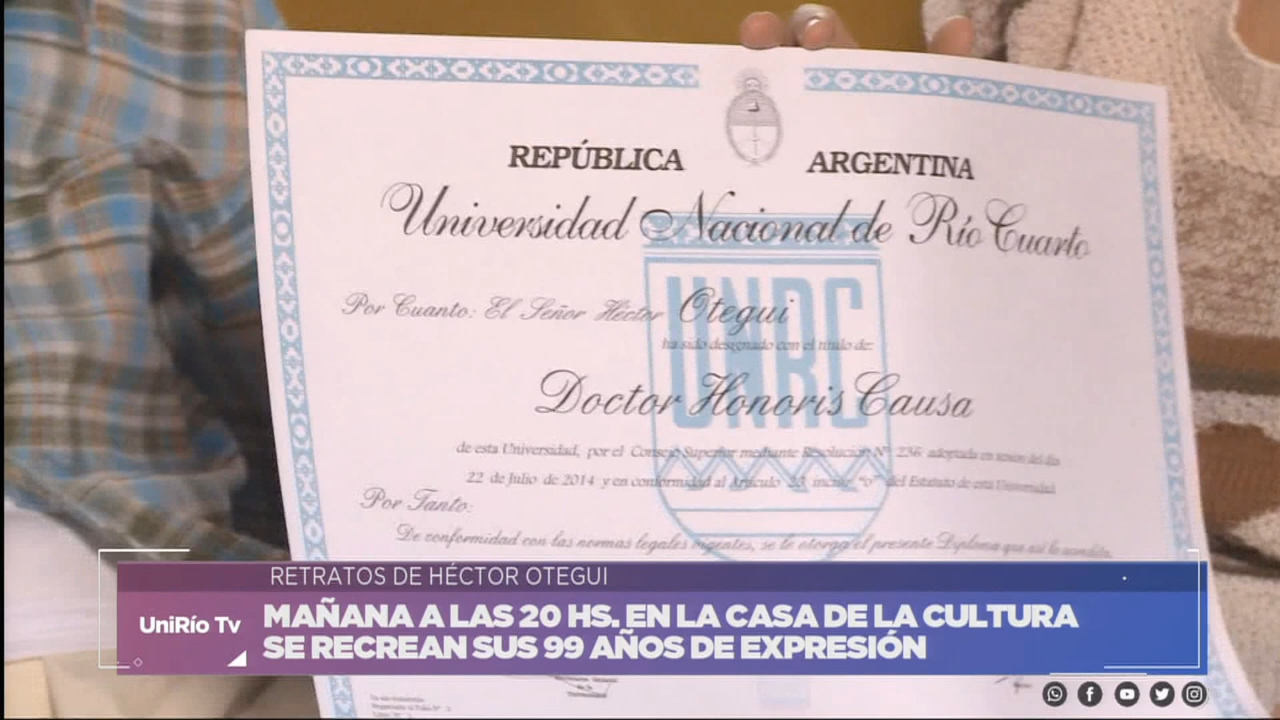 REPÚBLICA ARGENTINA
Universidad Nacional de Río Cuarto
UNRC
Por Cuanto: El Señor Héctor Otegui
ha sido designado con el título de:
Doctor Honoris Causa
de esta Universidad, por el Consejo Superior mediante Resolución Nº 236 adoptada en sesión del día
22 de Julio de 2014 y en conformidad al Artículo 23 inciso "o" del Estatuto de esta Universidad.
Por Tanto:
De conformidad con las normas legales vigentes, se le otorga el presente Diploma que así lo acredita.
RETRATOS DE HÉCTOR OTEGUI
UniRío Tv
MAÑANA A LAS 20 HS. EN LA CASA DE LA CULTURA
SE RECREAN SUS 99 AÑOS DE EXPRESIÓN